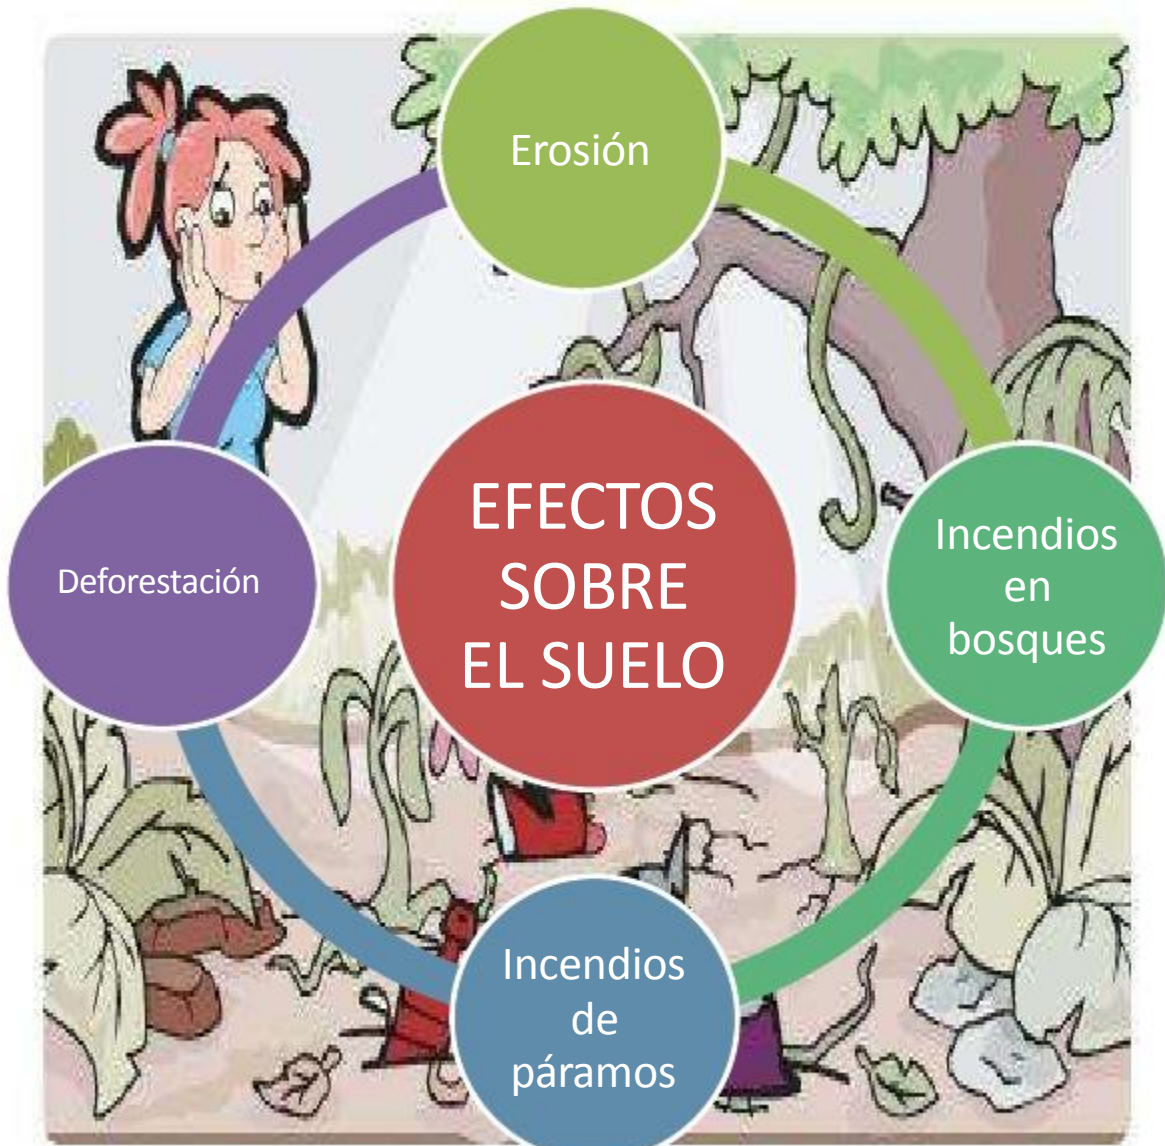 Erosión
EFECTOS
SOBRE
EL SUELO
Incendios
en
bosques
Deforestación
Incendios
de
páramos